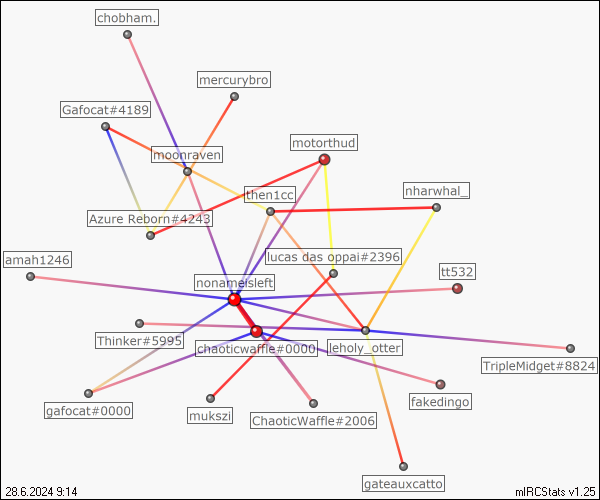 chobham.
mercurybro
Gafocat#4189
motorthud
moonraven
nharwhal_
then1cc
Azure Reborn#4243
lucas das oppai#2396
amah1246
tt532
nonameisleft
Thinker#5995
chaoticwaffle#0000
leholy_otter
TripleMidget#8824
fakedingo
gafocat#0000
mukszi
ChaoticWaffle#2006
gateauxcatto
28.6.2024 9:14
mIRCStats v1.25